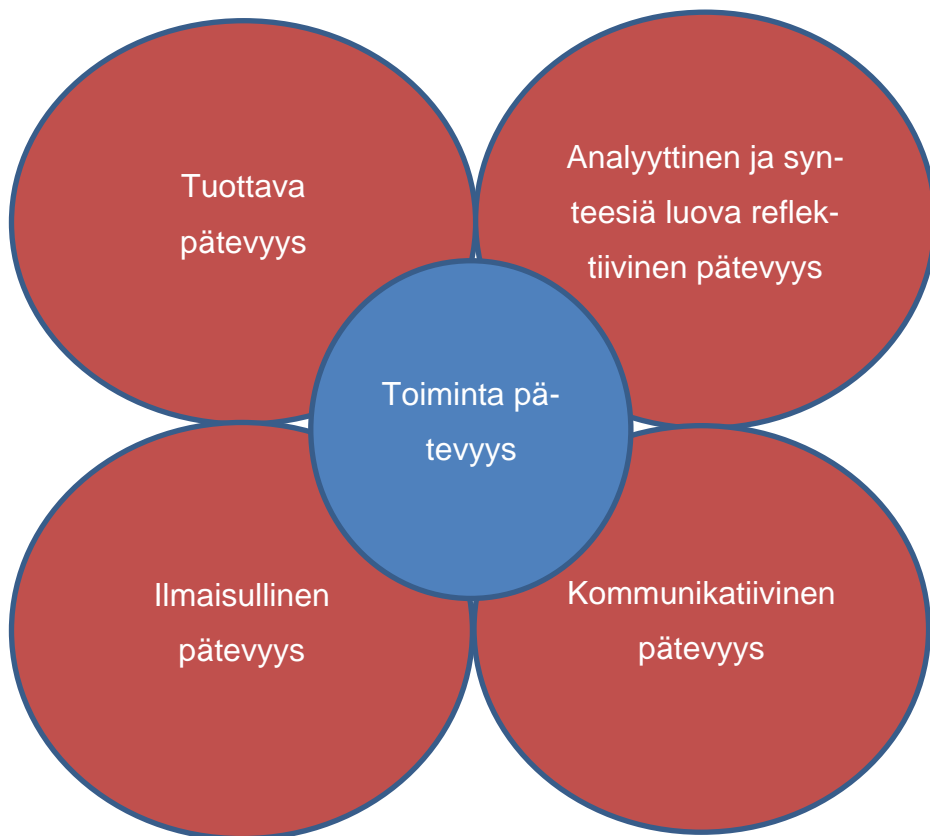 Tuottava
pätevyys
Analyyttinen ja syn-
teesiä luova reflek-
tiivinen pätevyys
Toiminta pä-
tevyys
Ilmaisullinen
pätevyys
Kommunikatiivinen
pätevyys